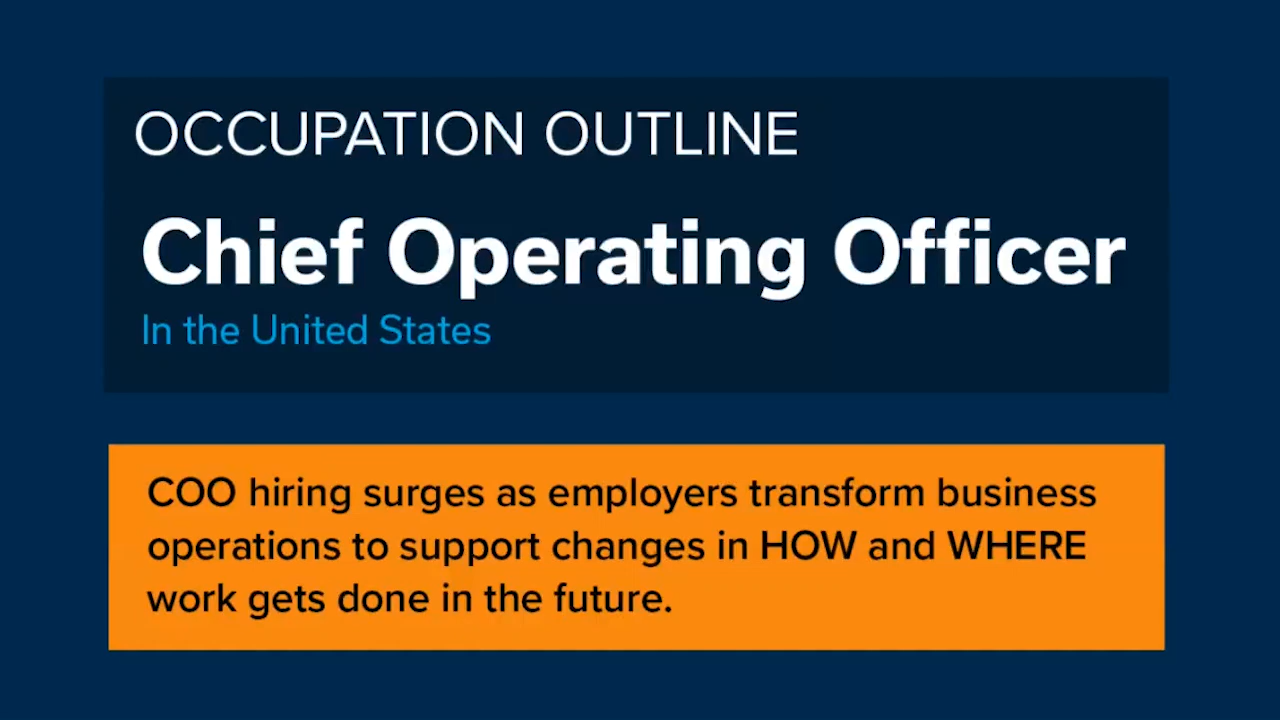 OCCUPATION OUTLINE
Chief Operating Officer
In the United States
COO hiring surges as employers transform business
operations to support changes in HOW and WHERE
work gets done in the future.